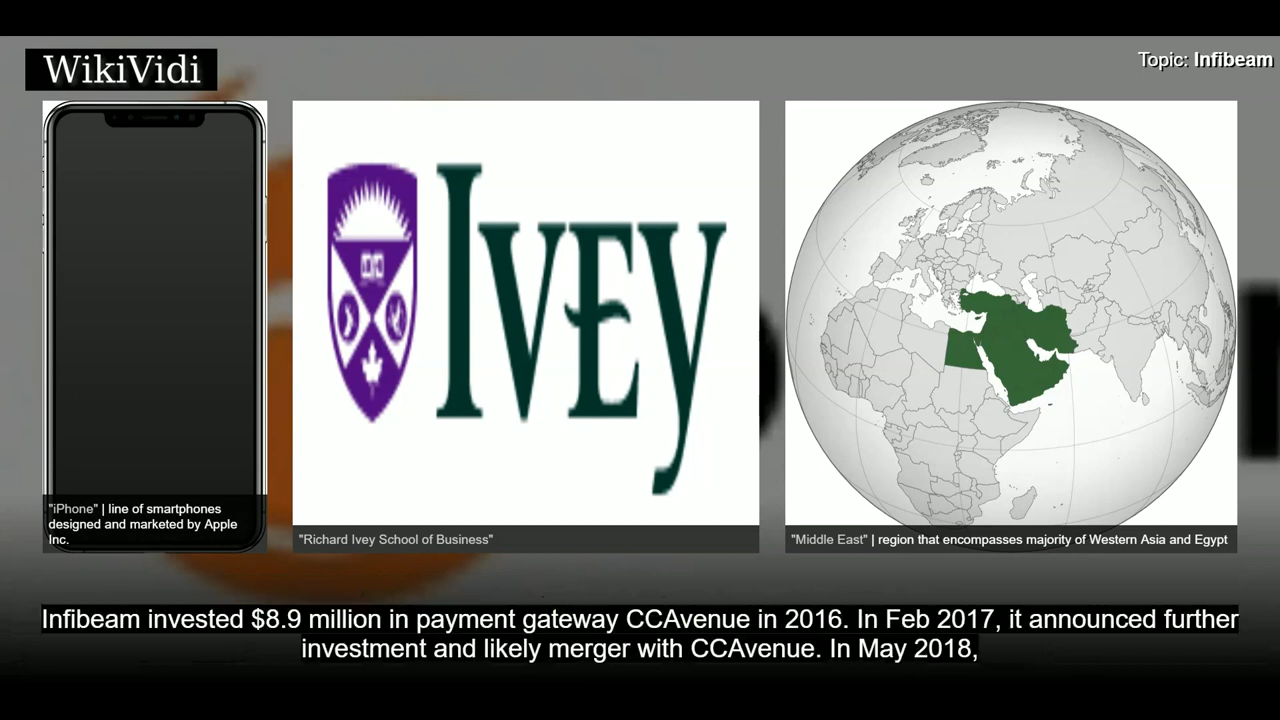 WikiVidi
Topic: Infibeam
IVEY
"iPhone" | line of smartphones
designed and marketed by Apple
Inc.
"Richard Ivey School of Business"
"Middle East" | region that encompasses majority of Western Asia and Egypt
Infibeam invested $8.9 million in payment gateway CCAvenue in 2016. In Feb 2017, it announced further
investment and likely merger with CCAvenue. In May 2018,